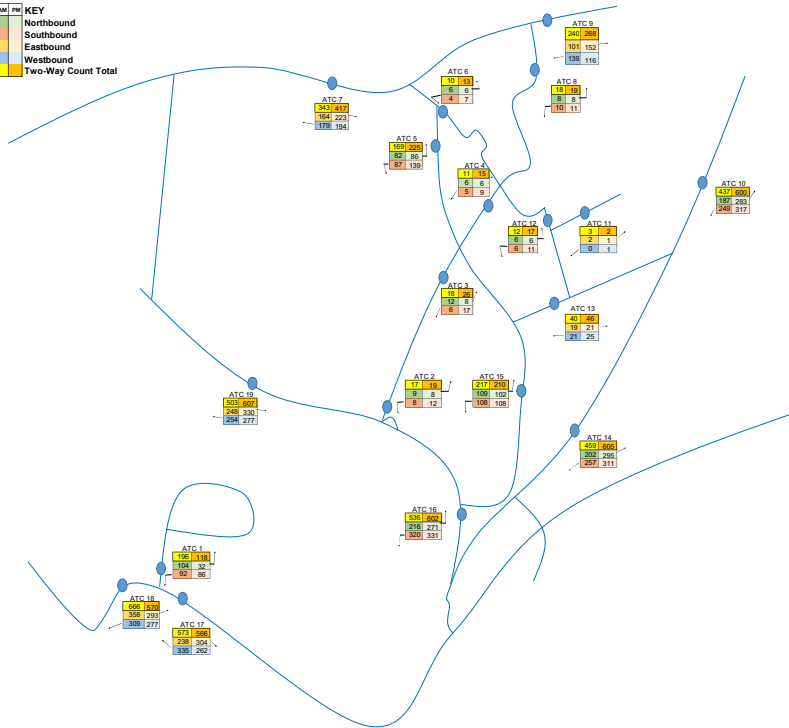 AM PM KEY
Northbound
Southbound
Eastbound
Westbound
Two-Way Count Total
ATC 9
240 268
101 152
139 116
ATC 6
10 13
6 6
4 7
ATC 8
18 19
8 8
10 11
ATC 7
343 417
164 223
179 194
ATC 5
169 225
82 86
87 139
ATC 4
11 15
6 6
5 9
ATC 10
437 600
187 283
249 317
ATC 12
12 17
6 6
6 11
ATC 11
3 2
2 1
0 1
ATC 3
18 26
12 8
6 17
ATC 13
40 46
19 21
21 25
ATC 2
17 19
9 8
8 12
ATC 15
217 210
109 102
108 108
ATC 19
503 607
248 330
254 277
ATC 14
459 605
202 295
257 311
ATC 16
536 602
216 271
320 331
ATC 1
196 118
104 32
92 86
ATC 18
666 570
358 293
309 277
ATC 17
573 566
238 304
335 262